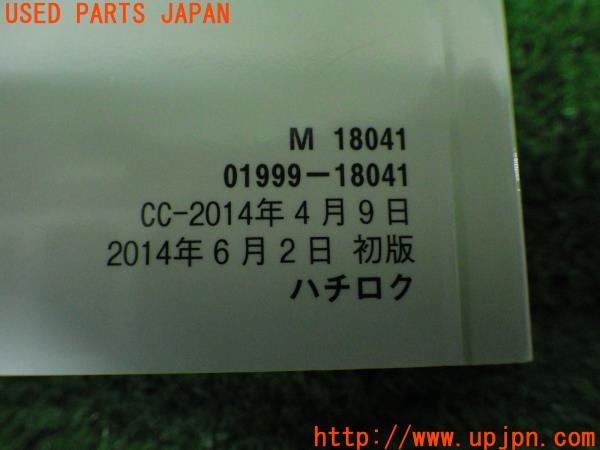 USED PARTS JAPAN
M 18041
01999-18041
CC-2014年4月9日
2014年6月2日 初版
ハチロク
http://www.upjpn.com/